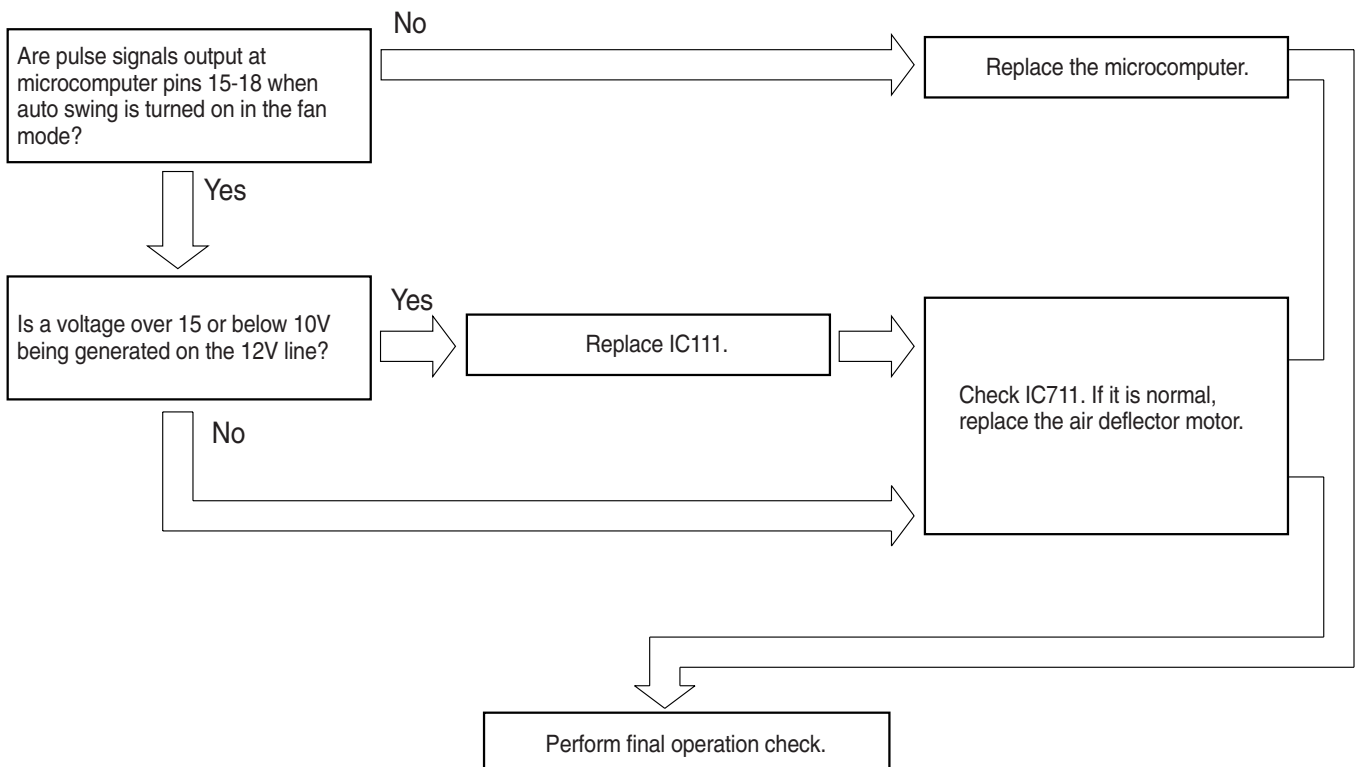 Are pulse signals output at
microcomputer pins 15-18 when
auto swing is turned on in the fan
mode?
No
Replace the microcomputer.
Yes
Is a voltage over 15 or below 10V
being generated on the 12V line?
Yes
Replace IC111.
Check IC711. If it is normal,
replace the air deflector motor.
No
Perform final operation check.